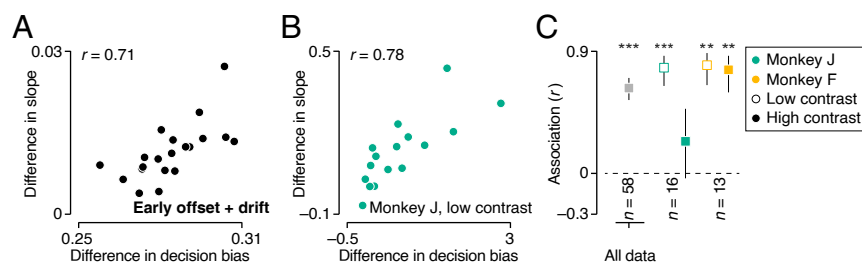 A
0.03
r = 0.71
Difference in slope
0
Early offset + drift
0.25
0.31
Difference in decision bias
B
0.5
r = 0.78
Difference in slope
−0.1
Monkey J, low contrast
−0.5
3
Difference in decision bias
C
0.9
Association (r)
0
−0.3
*** *** ** **
n = 58
n = 16
n = 13
All data
Monkey J
Monkey F
Low contrast
High contrast